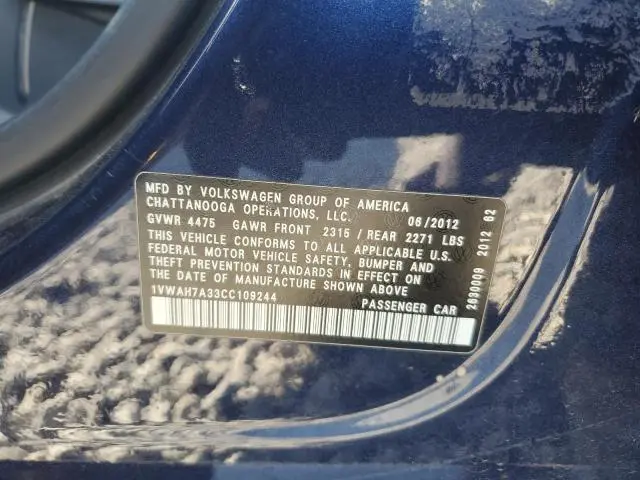 MFD BY VOLKSWAGEN GROUP OF AMERICA
CHATTANOOGA OPERATIONS, LLC. 06/2012
GVWR 4475 GAWR FRONT 2315 / REAR 2271 LBS
THIS VEHICLE CONFORMS TO ALL APPLICABLE U.S.
FEDERAL MOTOR VEHICLE SAFETY, BUMPER AND
THEFT PREVENTION STANDARDS IN EFFECT ON
THE DATE OF MANUFACTURE SHOWN ABOVE
1VWAH7A33CC109244 PASSENGER CAR
2630009 2012 62